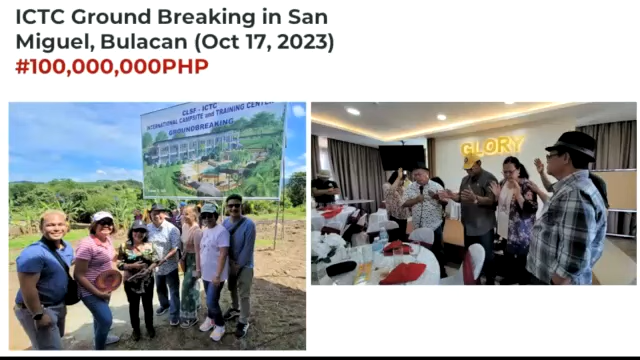 ICTC Ground Breaking in San
Miguel, Bulacan (Oct 17, 2023)
#100,000,000PHP
CLSF - ICTC
INTERNATIONAL CAMPSITE and TRAINING CENTER
GROUNDBREAKING
GLORY